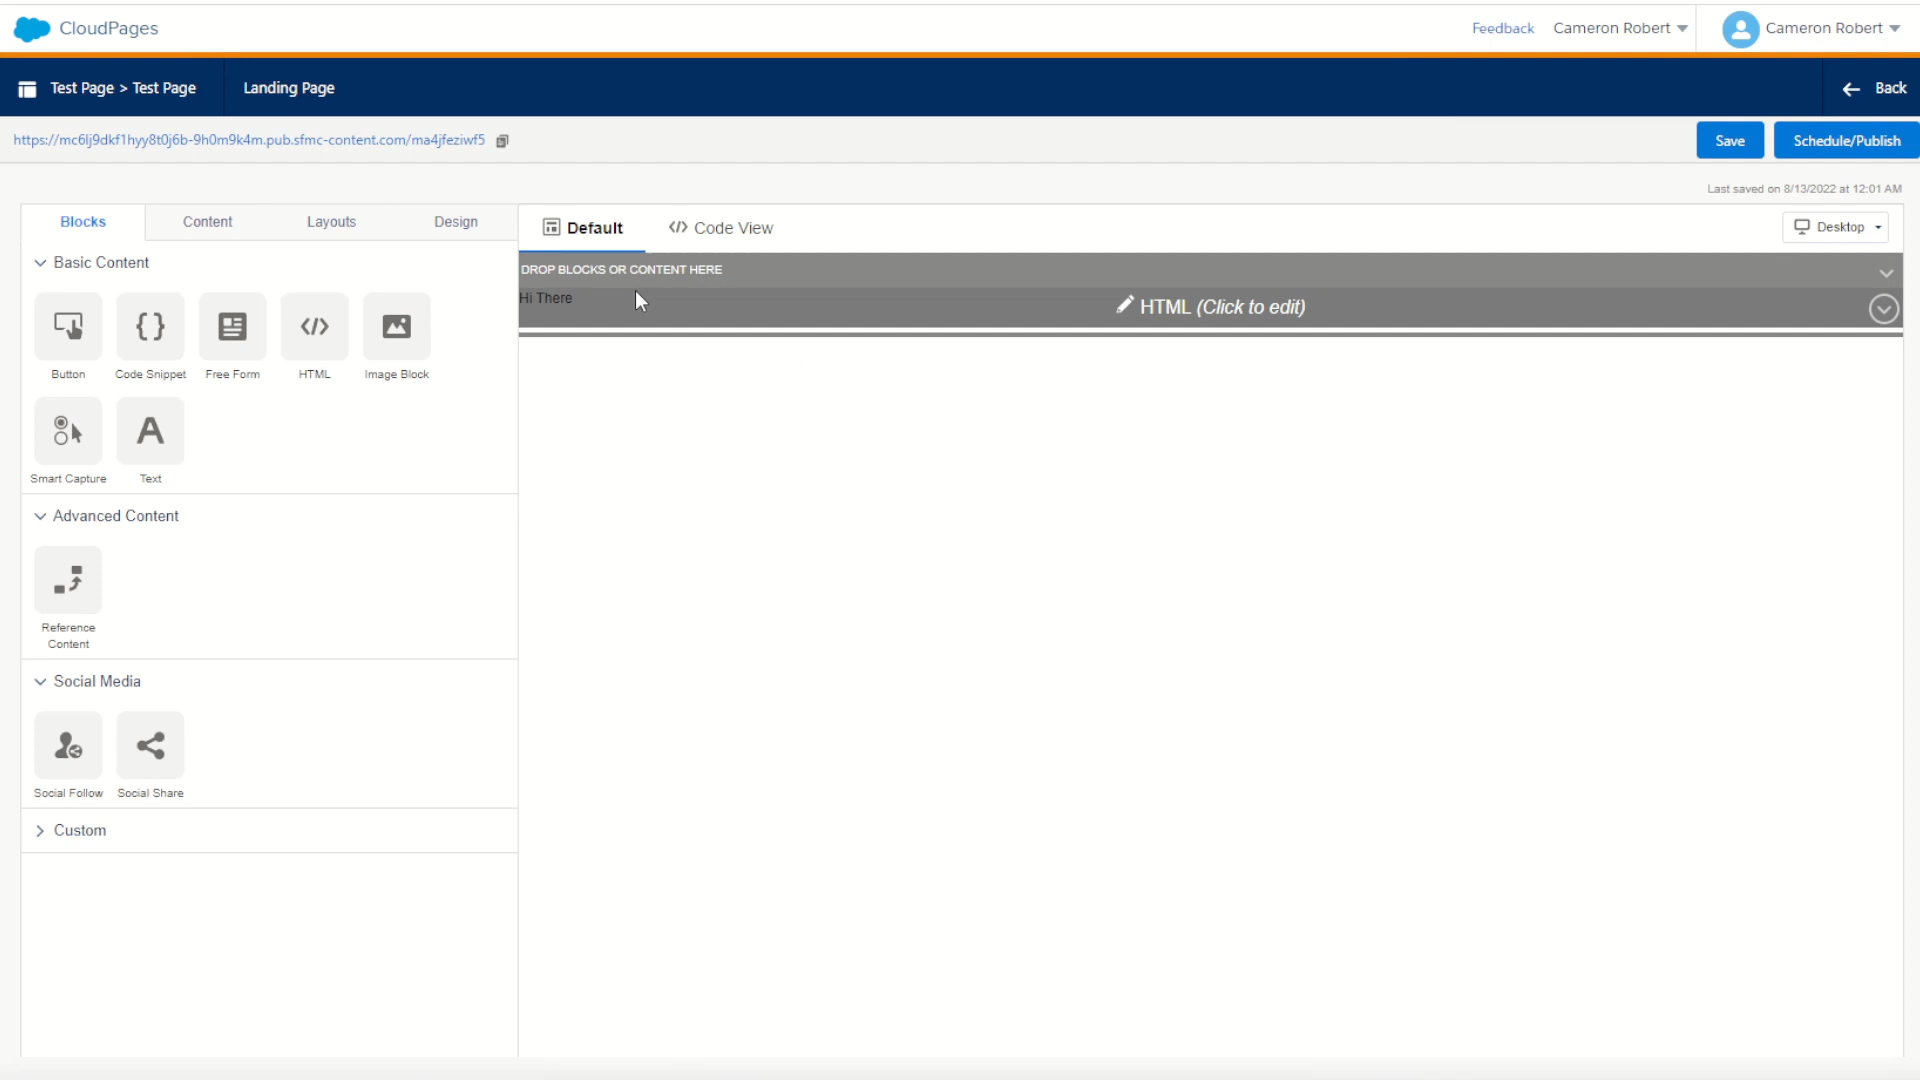 CloudPages
Feedback
Cameron Robert
Cameron Robert
Test Page > Test Page
Landing Page
Back
https://mc6lj9dkf1hyy8t0j6b-9h0m9k4m.pub.sfmc-content.com/ma4jfeziwf5
Save
Schedule/Publish
Last saved on 8/13/2022 at 12:01 AM
Blocks
Content
Layouts
Design
Default
</> Code View
Desktop
Basic Content
DROP BLOCKS OR CONTENT HERE
Hi There
HTML (Click to edit)
Button
Code Snippet
Free Form
HTML
Image Block
Smart Capture
Text
Advanced Content
Reference
Content
Social Media
Social Follow
Social Share
Custom